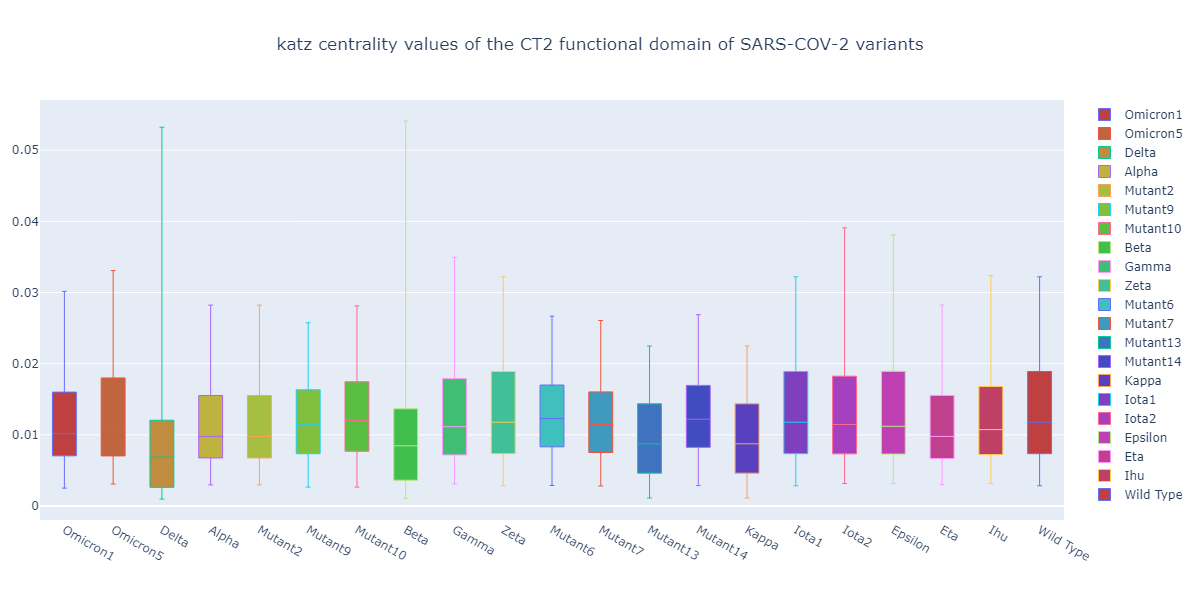 katz centrality values of the CT2 functional domain of SARS-COV-2 variants
0.05
0.04
0.03
0.02
0.01
0
Omicron1
Omicron5
Delta
Alpha
Mutant2
Mutant9
Mutant10
Beta
Gamma
Zeta
Mutant6
Mutant7
Mutant13
Mutant14
Kappa
Iota1
Iota2
Epsilon
Eta
Ihu
Wild Type
Omicron1
Omicron5
Delta
Alpha
Mutant2
Mutant9
Mutant10
Beta
Gamma
Zeta
Mutant6
Mutant7
Mutant13
Mutant14
Kappa
Iota1
Iota2
Epsilon
Eta
Ihu
Wild Type